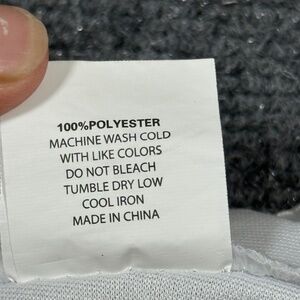 100%POLYESTER
MACHINE WASH COLD
WITH LIKE COLORS
DO NOT BLEACH
TUMBLE DRY LOW
COOL IRON
MADE IN CHINA